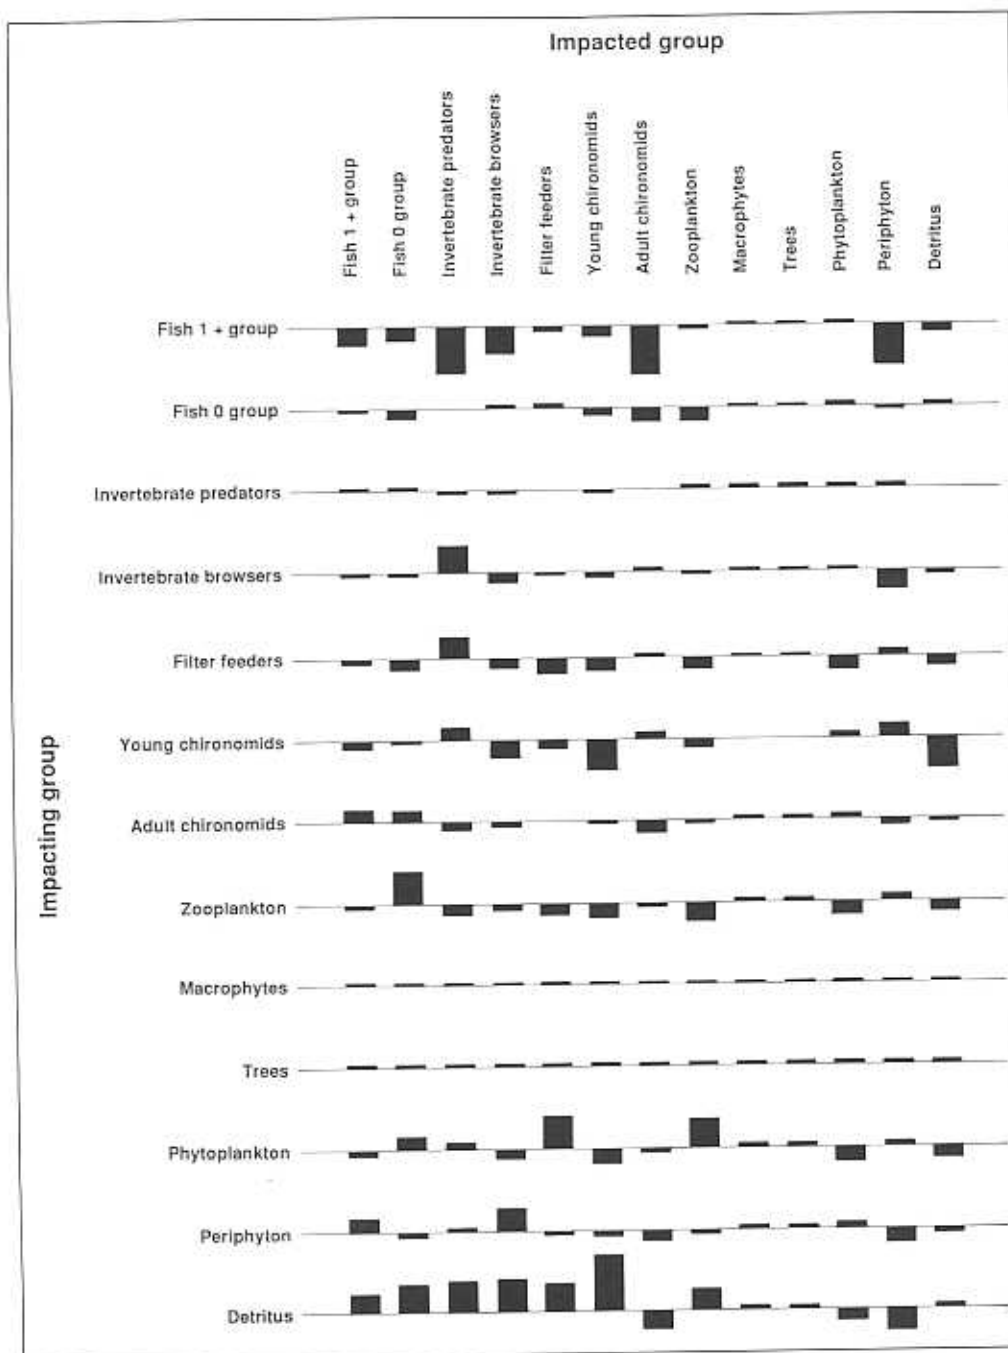 Impacted group
Fish 1 + group
Fish 0 group
Invertebrate predators
Invertebrate browsers
Filter feeders
Young chironomids
Adult chironomids
Zooplankton
Macrophytes
Trees
Phytoplankton
Periphyton
Detritus
Impacting group
Fish 1 + group
Fish 0 group
Invertebrate predators
Invertebrate browsers
Filter feeders
Young chironomids
Adult chironomids
Zooplankton
Macrophytes
Trees
Phytoplankton
Periphyton
Detritus